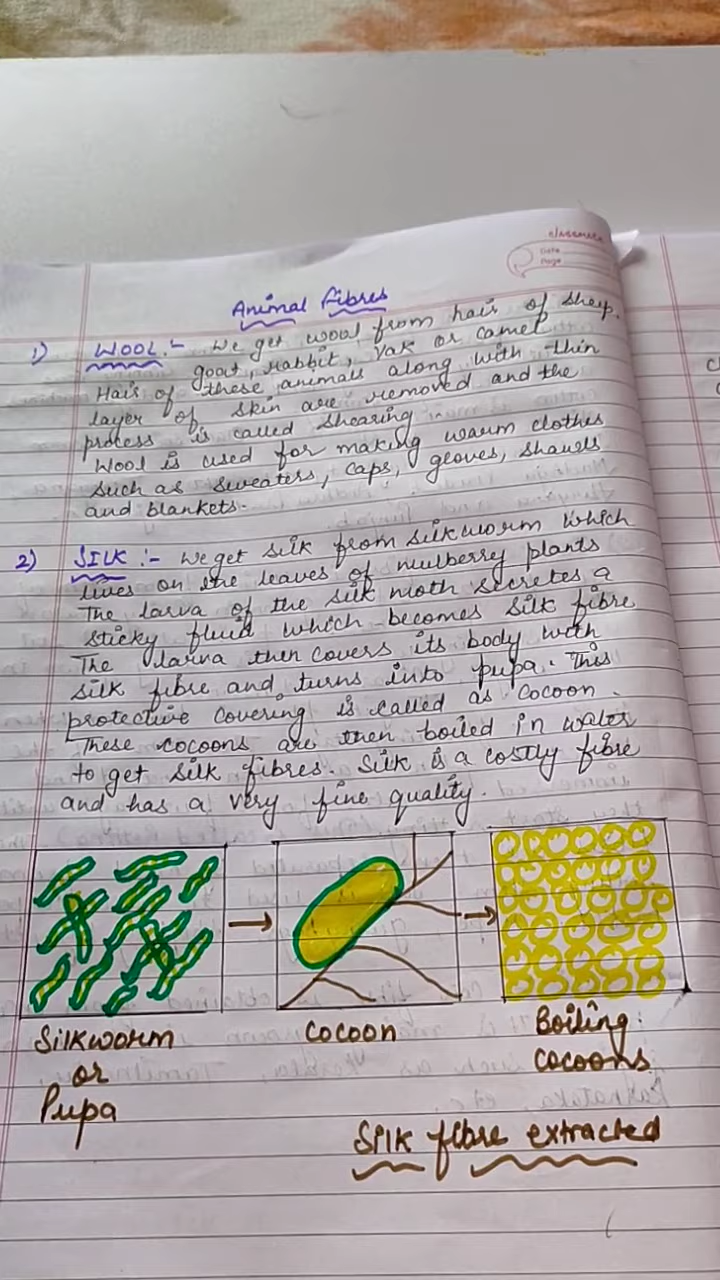 classmate
Date
Page
Animal Fibres
1) WOOL :- We get wool from hair of sheep,
goat, rabbit, Yak or camel
Hairs of these animals along with thin
layer of skin are removed and the
process is called shearing
Wool is used for making warm clothes
such as sweaters, caps, gloves, shawls
and blankets.
2) SILK :- We get silk from silkworm which
lives on the leaves of mulberry plants
The larva of the silk moth secretes a
sticky fluid which becomes silk fibre
The larva then covers its body with
silk fibre and turns into pupa. This
protective covering is called as cocoon.
These cocoons are then boiled in water
to get silk fibres. Silk is a costly fibre
and has a very fine quality.
Silkworm
or
Pupa
Cocoon
Boiling
cocoons
SILK fibre extracted